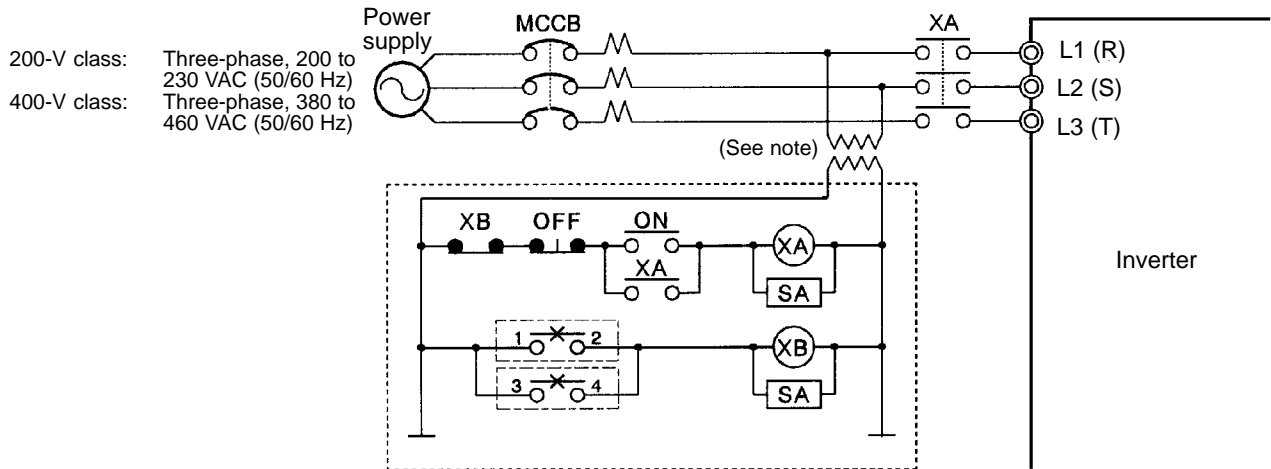 Power supply
MCCB
XA
200-V class: Three-phase, 200 to
230 VAC (50/60 Hz)
400-V class: Three-phase, 380 to
460 VAC (50/60 Hz)
L1 (R)
L2 (S)
L3 (T)
(See note)
XB OFF ON
XA
XA
SA
Inverter
1 2
XB
3 4
SA